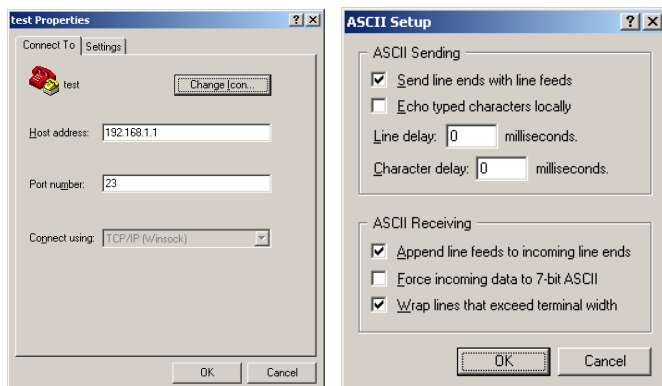 test Properties
Connect To
Settings
test
Change Icon...
Host address:
192.168.1.1
Port number:
23
Connect using:
TCP/IP (Winsock)
OK
Cancel
ASCII Setup
ASCII Sending
Send line ends with line feeds
Echo typed characters locally
Line delay:
0
milliseconds.
Character delay:
0
milliseconds.
ASCII Receiving
Append line feeds to incoming line ends
Force incoming data to 7-bit ASCII
Wrap lines that exceed terminal width
OK
Cancel